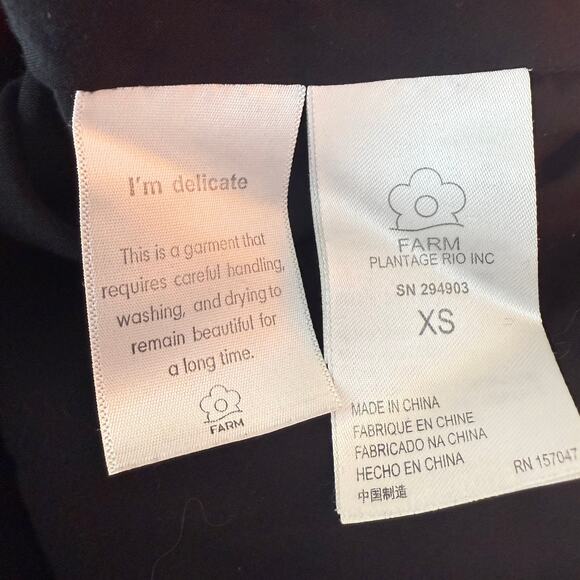 I'm delicate
This is a garment that
requires careful handling,
washing, and drying to
remain beautiful for
a long time.
FARM
FARM
PLANTAGE RIO INC
SN 294903
XS
MADE IN CHINA
FABRIQUÉ EN CHINE
FABRICADO NA CHINA
HECHO EN CHINA
中国制造
RN 157047